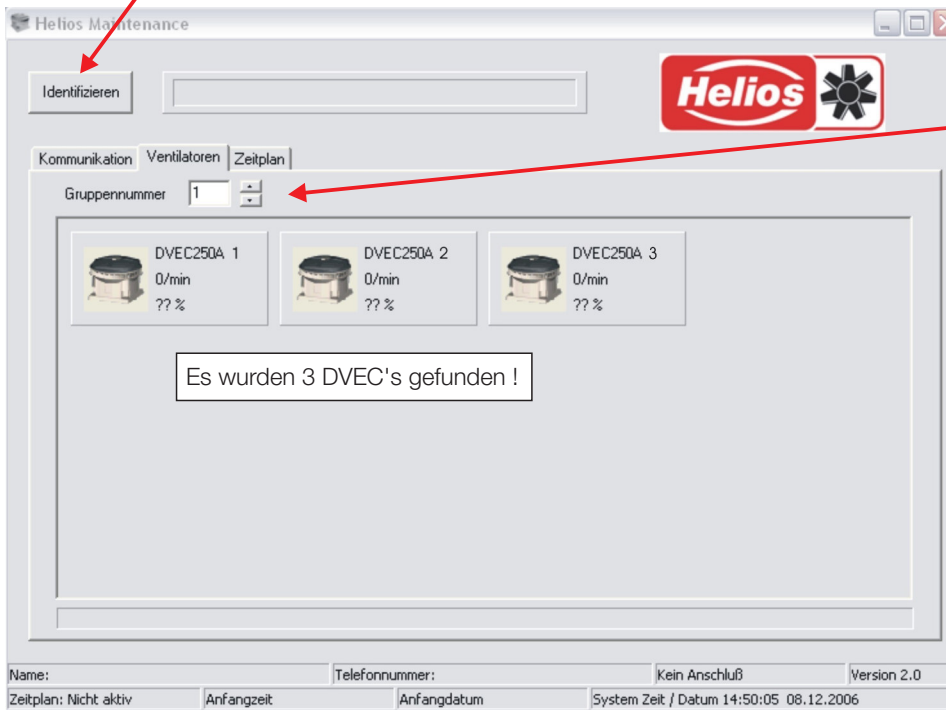 Helios Maintenance
Identifizieren
Helios
Kommunikation Ventilatoren Zeitplan
Gruppennummer 1
DVEC250A 1
0/min
?? %
DVEC250A 2
0/min
?? %
DVEC250A 3
0/min
?? %
Es wurden 3 DVEC's gefunden !
Name: Telefonnummer: Kein Anschluß Version 2.0
Zeitplan: Nicht aktiv Anfangzeit Anfangdatum System Zeit / Datum 14:50:05 08.12.2006